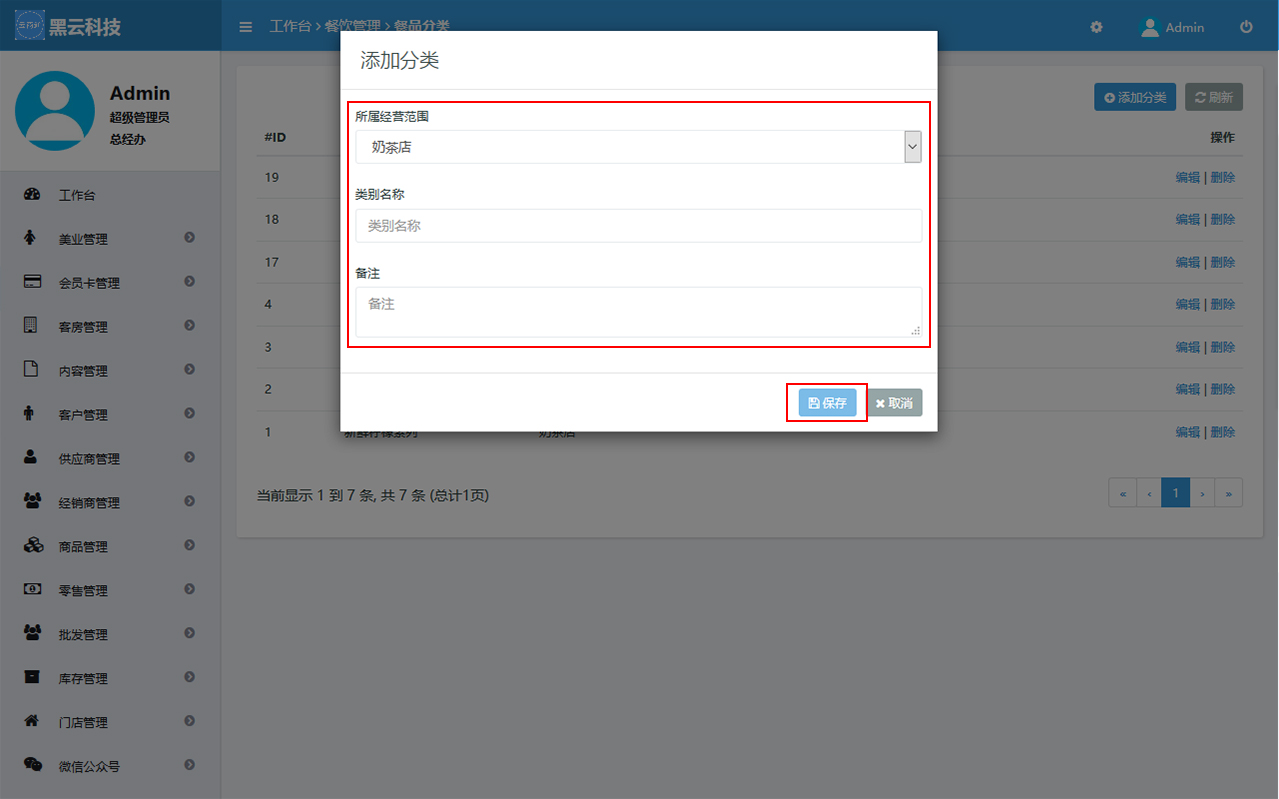 黑云科技
工作台 > 餐饮管理 > 餐品分类
Admin
Admin
超级管理员
总经办
工作台
美业管理
会员卡管理
客房管理
内容管理
客户管理
供应商管理
经销商管理
商品管理
零售管理
批发管理
库存管理
门店管理
微信公众号
添加分类
刷新
#ID
操作
19
编辑 | 删除
18
编辑 | 删除
17
编辑 | 删除
4
编辑 | 删除
3
编辑 | 删除
2
编辑 | 删除
1 新鲜柠檬系列 奶茶店
编辑 | 删除
当前显示 1 到 7 条, 共 7 条 (总计1页)
« ‹ 1 › »
添加分类
所属经营范围
奶茶店
类别名称
类别名称
备注
备注
保存
取消